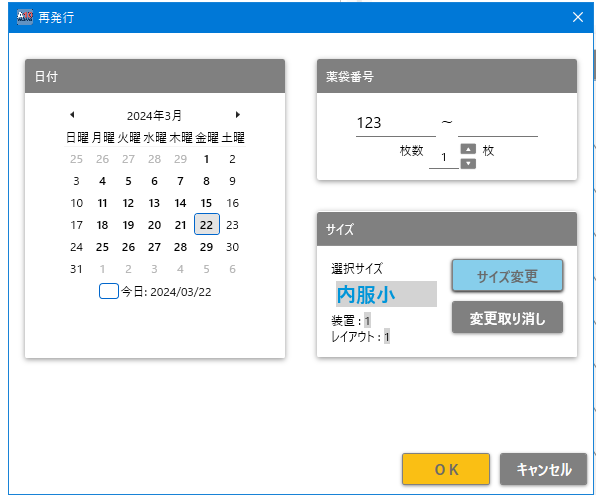 再発行
日付
2024年3月
日曜 月曜 火曜 水曜 木曜 金曜 土曜
25 26 27 28 29 1 2
3 4 5 6 7 8 9
10 11 12 13 14 15 16
17 18 19 20 21 22 23
24 25 26 27 28 29 30
31 1 2 3 4 5 6
今日: 2024/03/22
薬袋番号
123 ～
枚数 1 枚
サイズ
選択サイズ
内服小
装置 : 1
レイアウト : 1
サイズ変更
変更取り消し
OK
キャンセル